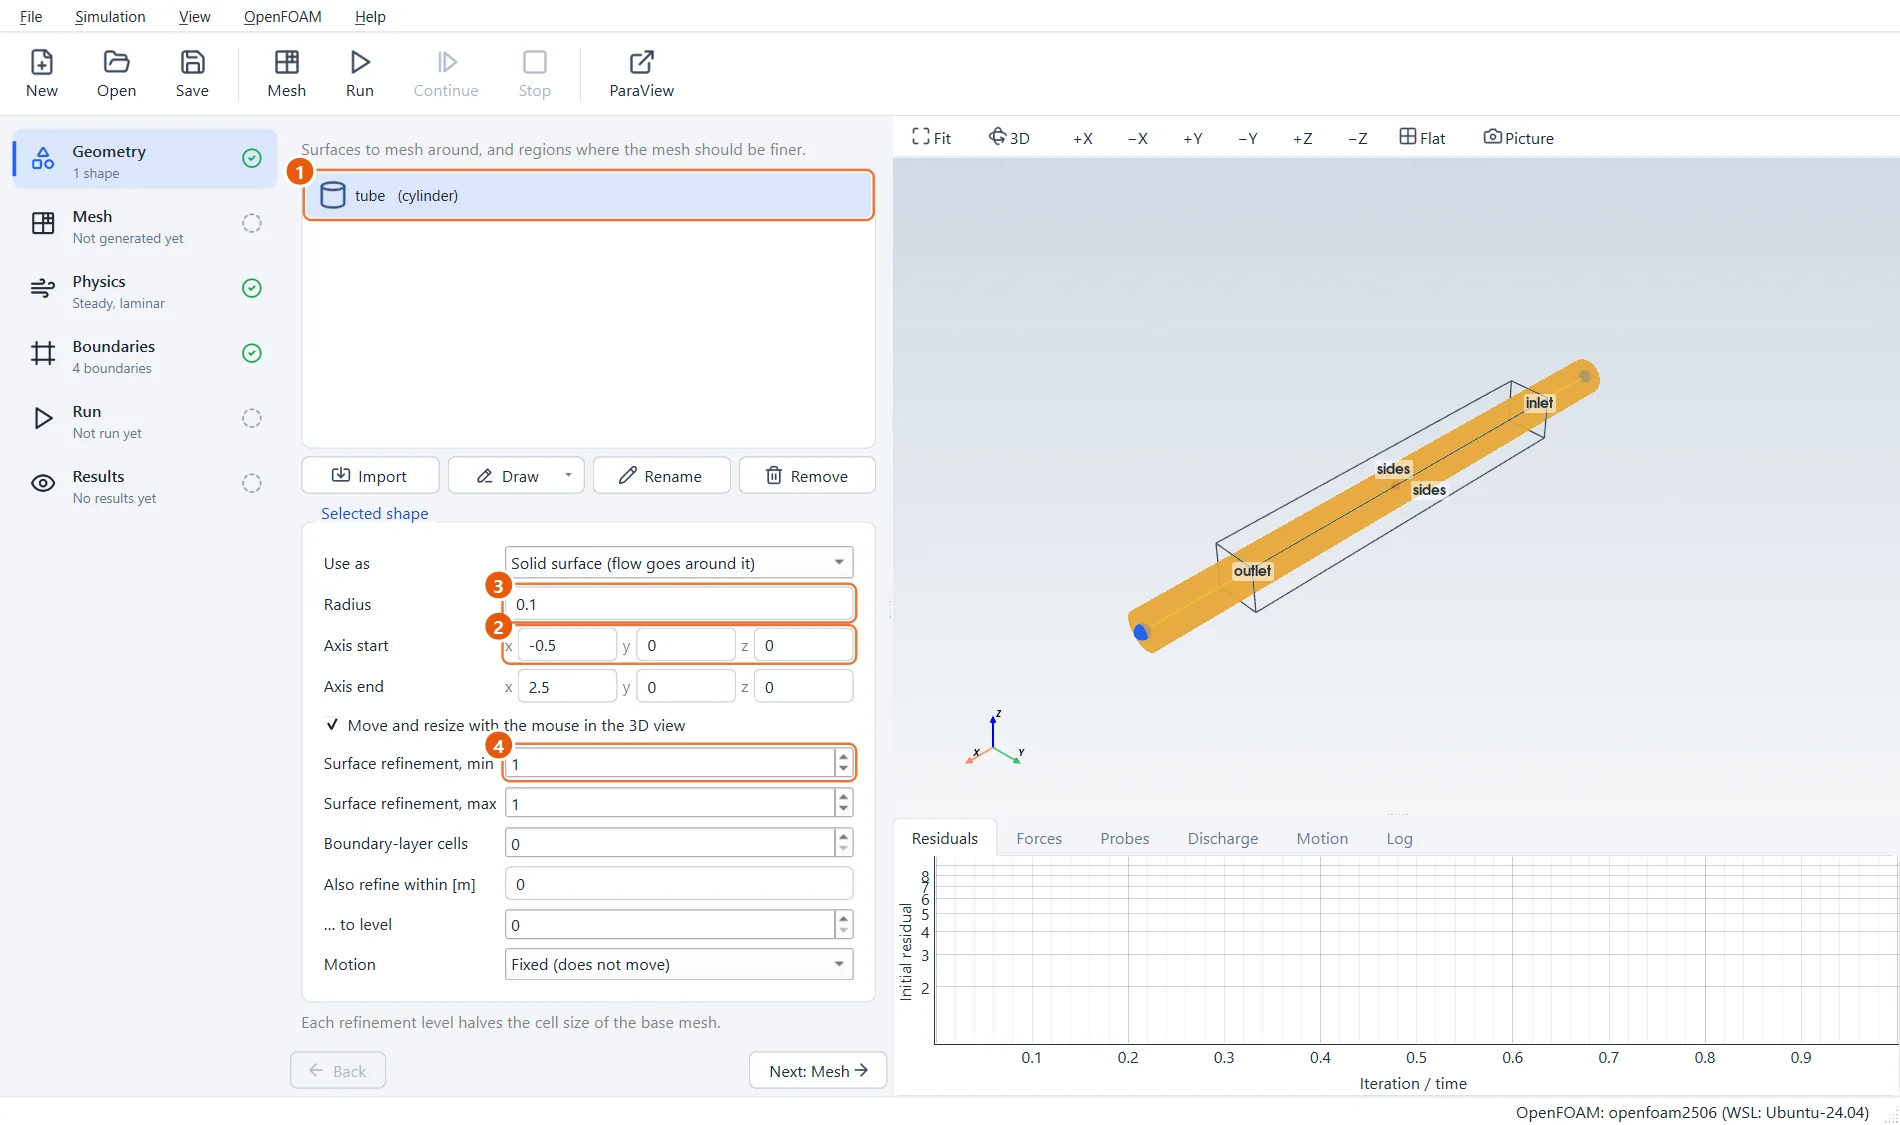 File Simulation View OpenFOAM Help
New Open Save Mesh Run Continue Stop ParaView
Geometry
1 shape
Mesh
Not generated yet
Physics
Steady, laminar
Boundaries
4 boundaries
Run
Not run yet
Results
No results yet
Surfaces to mesh around, and regions where the mesh should be finer.
1
tube (cylinder)
Import Draw Rename Remove
Selected shape
Use as Solid surface (flow goes around it)
3
Radius 0.1
2
Axis start x -0.5 y 0 z 0
Axis end x 2.5 y 0 z 0
Move and resize with the mouse in the 3D view
4
Surface refinement, min 1
Surface refinement, max 1
Boundary-layer cells 0
Also refine within [m] 0
... to level 0
Motion Fixed (does not move)
Each refinement level halves the cell size of the base mesh.
Back Next: Mesh
Fit 3D +X −X +Y −Y +Z −Z Flat Picture
inlet
sides
sides
outlet
Z
X Y
Residuals Forces Probes Discharge Motion Log
Initial residual
8
7
6
5
4
3
2
0.1 0.2 0.3 0.4 0.5 0.6 0.7 0.8 0.9
Iteration / time
OpenFOAM: openfoam2506 (WSL: Ubuntu-24.04)